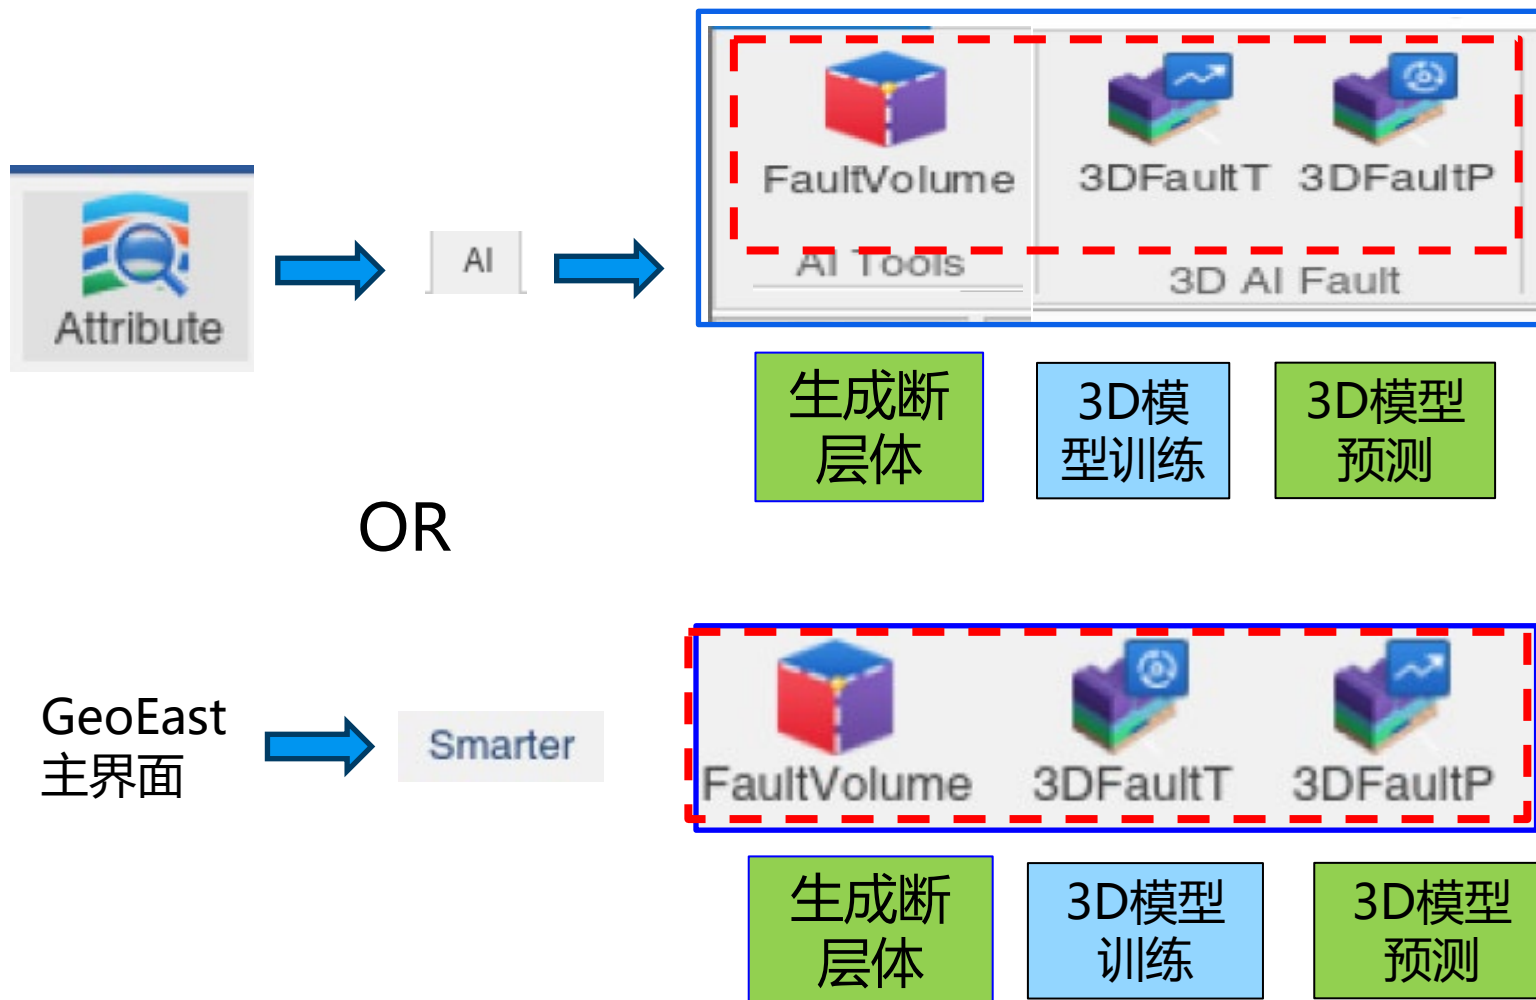 Attribute
AI
FaultVolume
3DFaultT
3DFaultP
AI Tools
3D AI Fault
生成断
层体
3D模
型训练
3D模型
预测
OR
GeoEast
主界面
Smarter
FaultVolume
3DFaultT
3DFaultP
生成断
层体
3D模型
训练
3D模型
预测